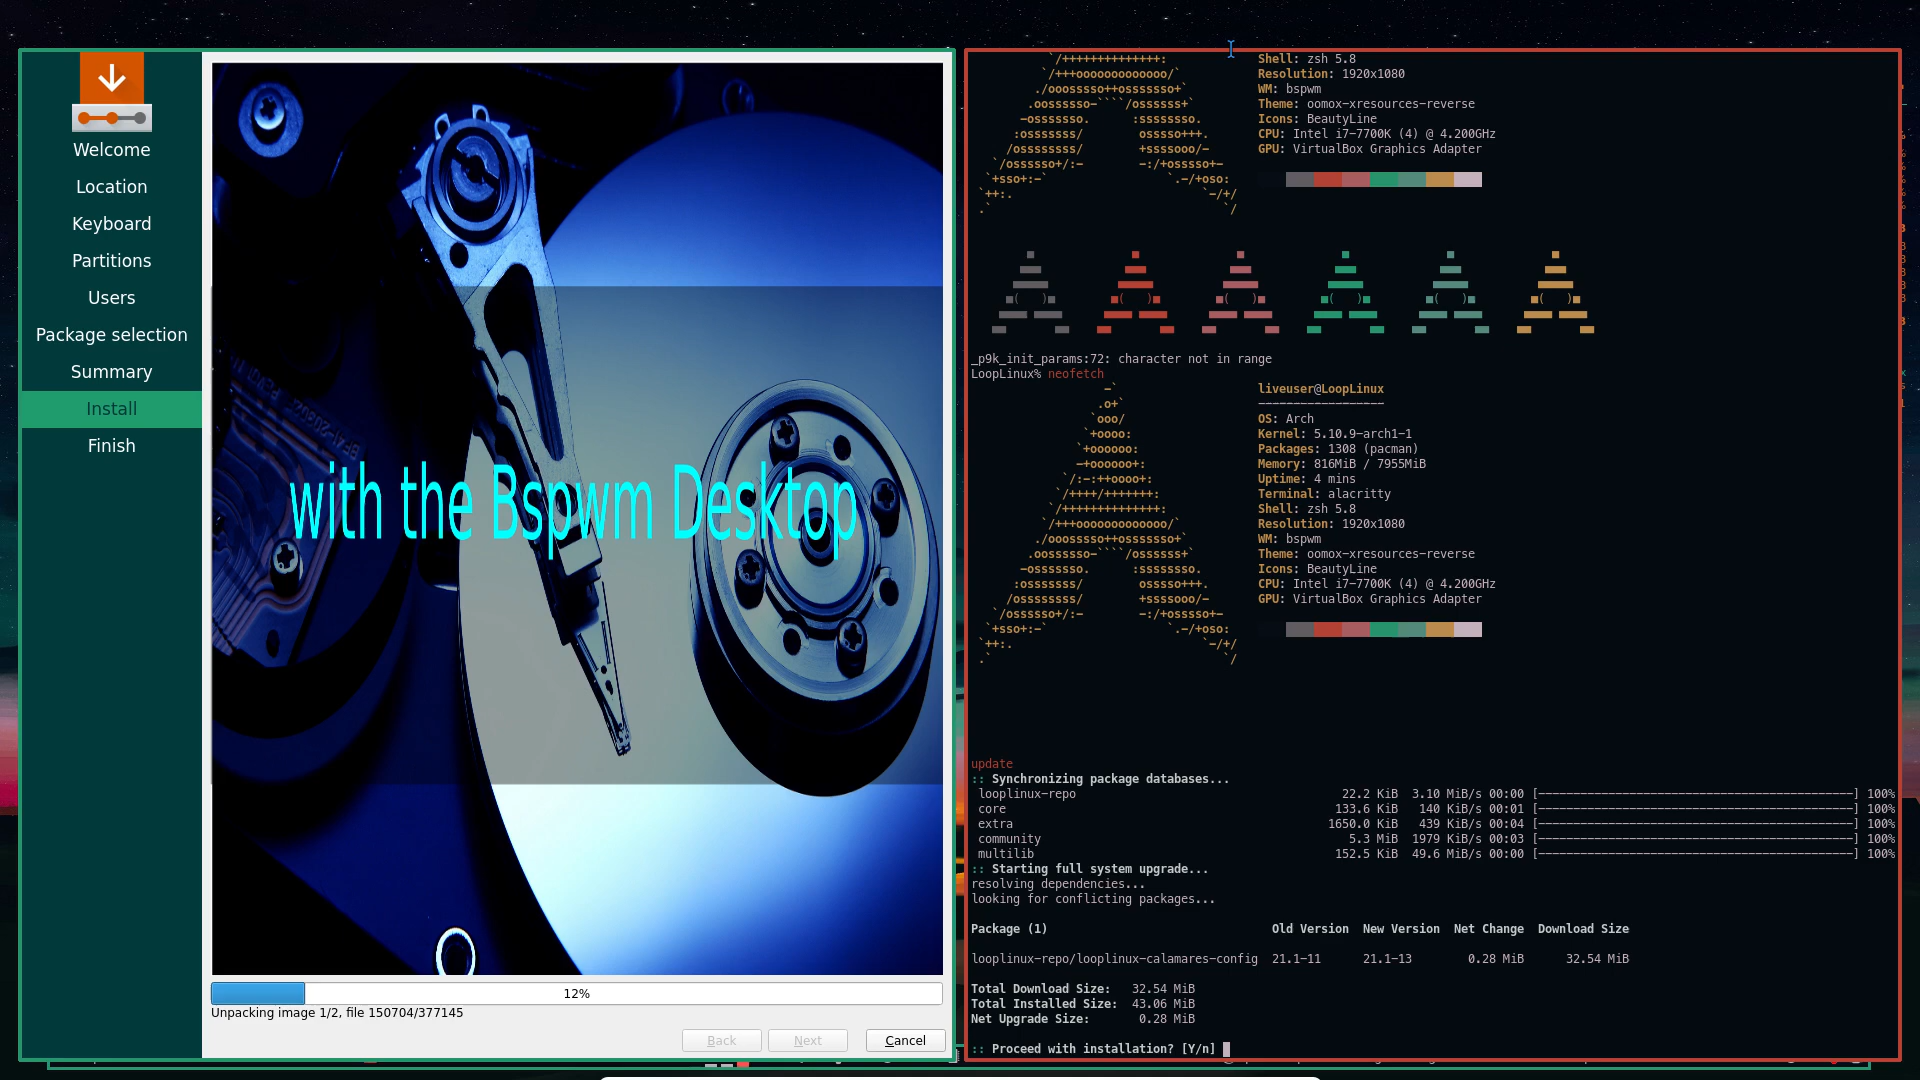 Welcome
Location
Keyboard
Partitions
Users
Package selection
Summary
Install
Finish
with the Bspwm Desktop
12%
Unpacking image 1/2, file 150704/377145
Back Next Cancel
Shell: zsh 5.8
Resolution: 1920x1080
WM: bspwm
Theme: oomox-xresources-reverse
Icons: BeautyLine
CPU: Intel i7-7700K (4) @ 4.200GHz
GPU: VirtualBox Graphics Adapter
_p9k_init_params:72: character not in range
LoopLinux% neofetch
liveuser@LoopLinux
------------------
OS: Arch
Kernel: 5.10.9-arch1-1
Packages: 1308 (pacman)
Memory: 816MiB / 7955MiB
Uptime: 4 mins
Terminal: alacritty
Shell: zsh 5.8
Resolution: 1920x1080
WM: bspwm
Theme: oomox-xresources-reverse
Icons: BeautyLine
CPU: Intel i7-7700K (4) @ 4.200GHz
GPU: VirtualBox Graphics Adapter
update
:: Synchronizing package databases...
looplinux-repo 22.2 KiB 3.10 MiB/s 00:00 [----------------------------------------------] 100%
core 133.6 KiB 140 KiB/s 00:01 [----------------------------------------------] 100%
extra 1650.0 KiB 439 KiB/s 00:04 [----------------------------------------------] 100%
community 5.3 MiB 1979 KiB/s 00:03 [----------------------------------------------] 100%
multilib 152.5 KiB 49.6 MiB/s 00:00 [----------------------------------------------] 100%
:: Starting full system upgrade...
resolving dependencies...
looking for conflicting packages...
Package (1) Old Version New Version Net Change Download Size
looplinux-repo/looplinux-calamares-config 21.1-11 21.1-13 0.28 MiB 32.54 MiB
Total Download Size: 32.54 MiB
Total Installed Size: 43.06 MiB
Net Upgrade Size: 0.28 MiB
:: Proceed with installation? [Y/n]